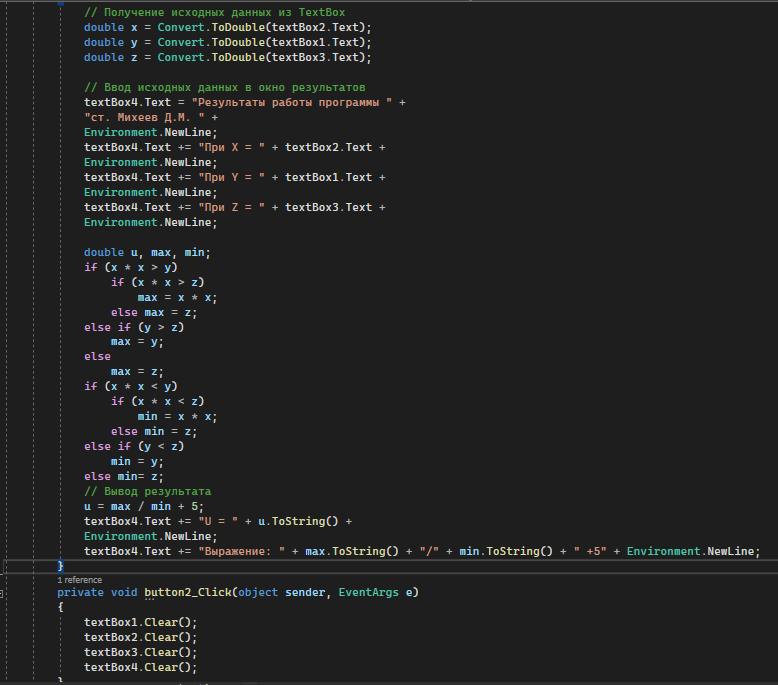 // Получение исходных данных из TextBox
double x = Convert.ToDouble(textBox2.Text);
double y = Convert.ToDouble(textBox1.Text);
double z = Convert.ToDouble(textBox3.Text);
// Ввод исходных данных в окно результатов
textBox4.Text = "Результаты работы программы " +
"ст. Михеев Д.М. " +
Environment.NewLine;
textBox4.Text += "При X = " + textBox2.Text +
Environment.NewLine;
textBox4.Text += "При Y = " + textBox1.Text +
Environment.NewLine;
textBox4.Text += "При Z = " + textBox3.Text +
Environment.NewLine;
double u, max, min;
if (x * x > y)
if (x * x > z)
max = x * x;
else max = z;
else if (y > z)
max = y;
else
max = z;
if (x * x < y)
if (x * x < z)
min = x * x;
else min = z;
else if (y < z)
min = y;
else min= z;
// Вывод результата
u = max / min + 5;
textBox4.Text += "U = " + u.ToString() +
Environment.NewLine;
textBox4.Text += "Выражение: " + max.ToString() + "/" + min.ToString() + " +5" + Environment.NewLine;
}
1 reference
private void button2_Click(object sender, EventArgs e)
{
textBox1.Clear();
textBox2.Clear();
textBox3.Clear();
textBox4.Clear();
}